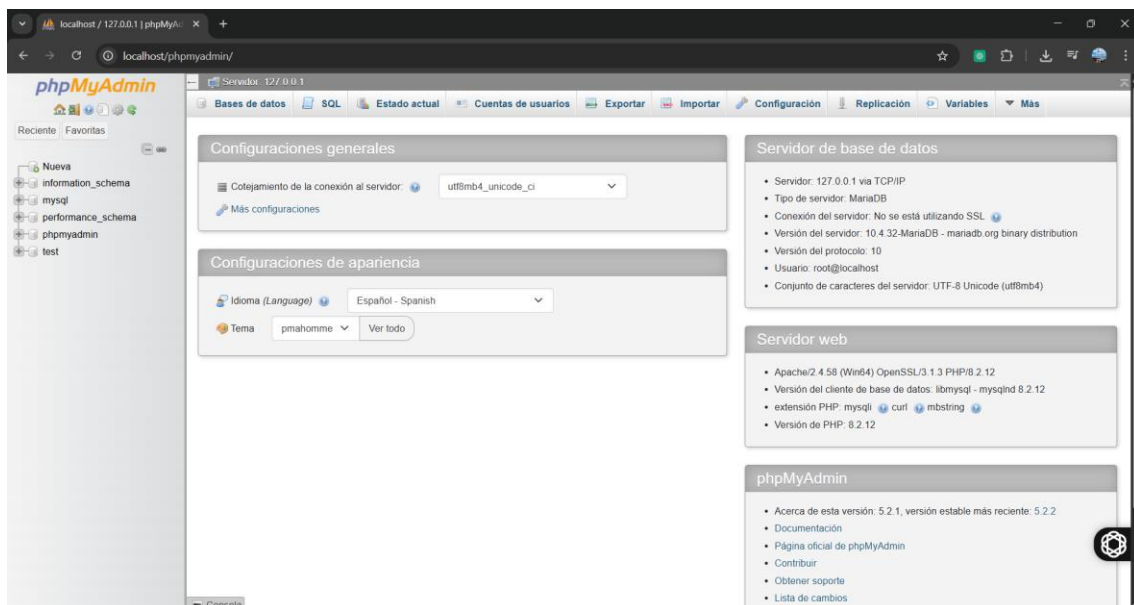 localhost / 127.0.0.1 | phpMyAd
localhost/phpmyadmin/
phpMyAdmin
Reciente Favoritas
Nueva
information_schema
mysql
performance_schema
phpmyadmin
test
Servidor: 127.0.0.1
Bases de datos SQL Estado actual Cuentas de usuarios Exportar Importar Configuración Replicación Variables Más
Configuraciones generales
Cotejamiento de la conexión al servidor: utf8mb4_unicode_ci
Más configuraciones
Configuraciones de apariencia
Idioma (Language) Español - Spanish
Tema pmahomme Ver todo
Servidor de base de datos
• Servidor: 127.0.0.1 via TCP/IP
• Tipo de servidor: MariaDB
• Conexión del servidor: No se está utilizando SSL
• Versión del servidor: 10.4.32-MariaDB - mariadb.org binary distribution
• Versión del protocolo: 10
• Usuario: root@localhost
• Conjunto de caracteres del servidor: UTF-8 Unicode (utf8mb4)
Servidor web
• Apache/2.4.58 (Win64) OpenSSL/3.1.3 PHP/8.2.12
• Versión del cliente de base de datos: libmysql - mysqlnd 8.2.12
• extensión PHP: mysqli curl mbstring
• Versión de PHP: 8.2.12
phpMyAdmin
• Acerca de esta versión: 5.2.1, versión estable más reciente: 5.2.2
• Documentación
• Página oficial de phpMyAdmin
• Contribuir
• Obtener soporte
• Lista de cambios
Consola